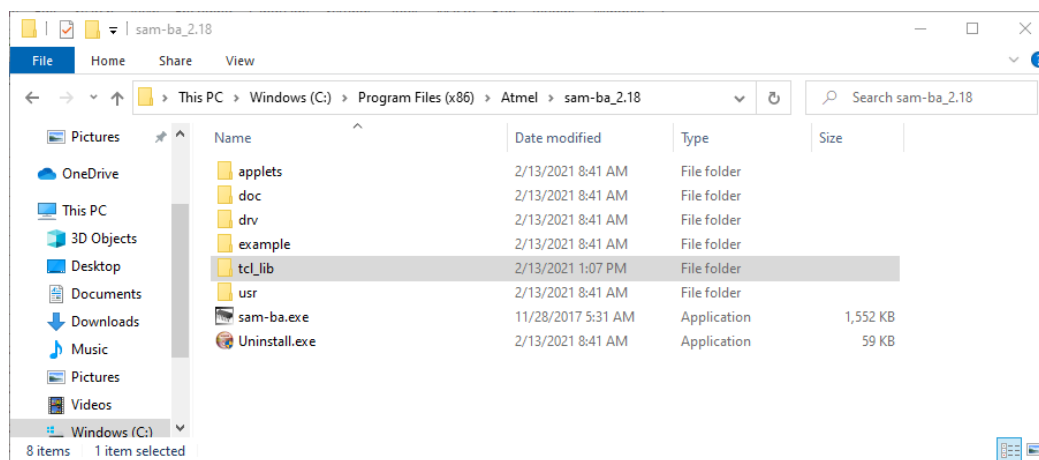 sam-ba_2.18
File Home Share View
This PC > Windows (C:) > Program Files (x86) > Atmel > sam-ba_2.18 Search sam-ba_2.18
Pictures
OneDrive
This PC
3D Objects
Desktop
Documents
Downloads
Music
Pictures
Videos
Windows (C:)
Name Date modified Type Size
applets 2/13/2021 8:41 AM File folder
doc 2/13/2021 8:41 AM File folder
drv 2/13/2021 8:41 AM File folder
example 2/13/2021 8:41 AM File folder
tcl_lib 2/13/2021 1:07 PM File folder
usr 2/13/2021 8:41 AM File folder
sam-ba.exe 11/28/2017 5:31 AM Application 1,552 KB
Uninstall.exe 2/13/2021 8:41 AM Application 59 KB
8 items 1 item selected